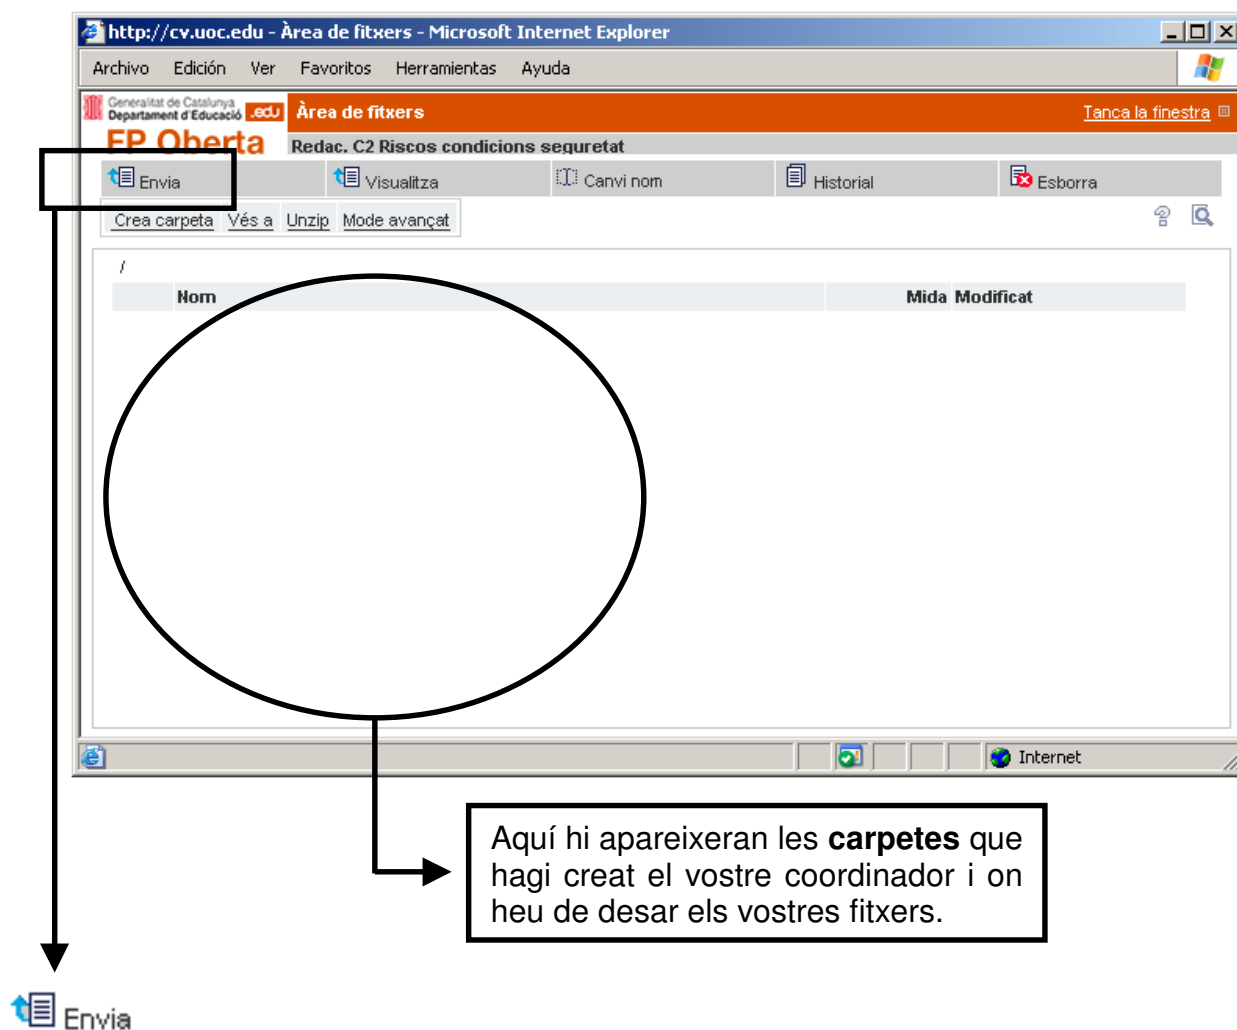 http://cv.uoc.edu - Àrea de fitxers - Microsoft Internet Explorer
Archivo Edición Ver Favoritos Herramientas Ayuda
Generalitat de Catalunya
Departament d'Educació .edu Àrea de fitxers Tanca la finestra
FP Oberta Redac. C2 Riscos condicions seguretat
Envia Visualitza Canvi nom Historial Esborra
Crea carpeta Vés a Unzip Mode avançat
/
Nom Mida Modificat
Internet
Aquí hi apareixeran les carpetes que
hagi creat el vostre coordinador i on
heu de desar els vostres fitxers.
Envia